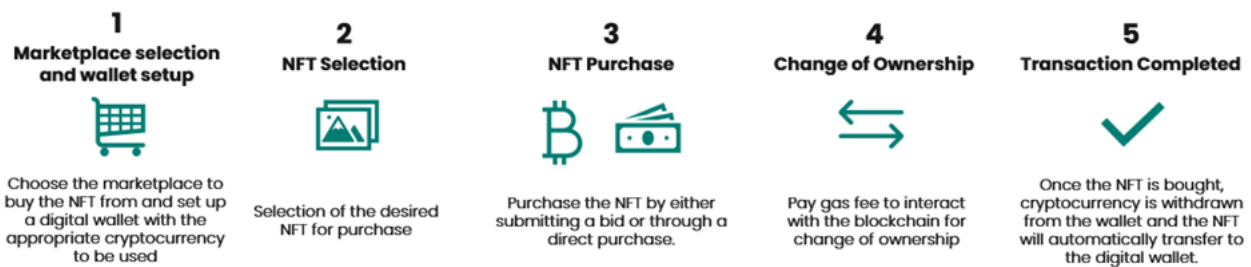 1
Marketplace selection
and wallet setup
Choose the marketplace to
buy the NFT from and set up
a digital wallet with the
appropriate cryptocurrency
to be used
2
NFT Selection
Selection of the desired
NFT for purchase
3
NFT Purchase
Purchase the NFT by either
submitting a bid or through a
direct purchase.
4
Change of Ownership
Pay gas fee to interact
with the blockchain for
change of ownership
5
Transaction Completed
Once the NFT is bought,
cryptocurrency is withdrawn
from the wallet and the NFT
will automatically transfer to
the digital wallet.